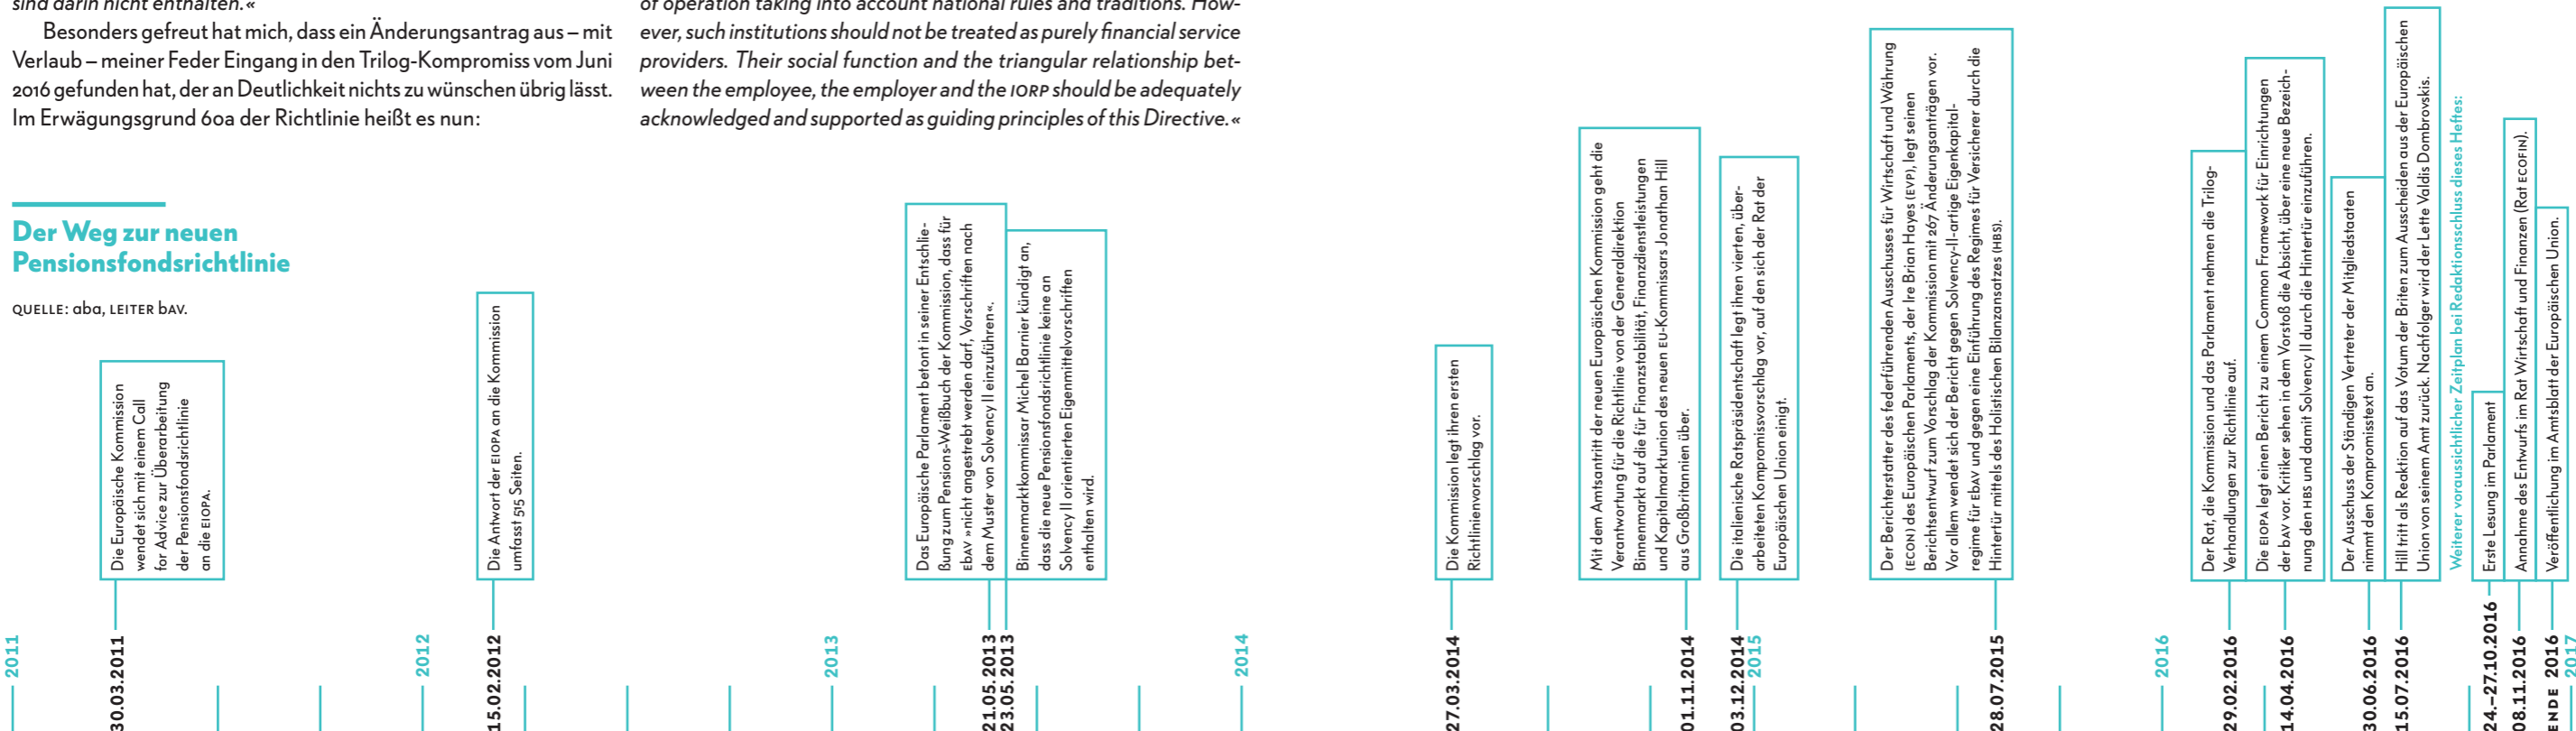 sind darin nicht enthalten.«
Besonders gefreut hat mich, dass ein Änderungsantrag aus – mit
Verlaub – meiner Feder Eingang in den Trilog-Kompromiss vom Juni
2016 gefunden hat, der an Deutlichkeit nichts zu wünschen übrig lässt.
Im Erwägungsgrund 60a der Richtlinie heißt es nun:
of operation taking into account national rules and traditions. How-
ever, such institutions should not be treated as purely financial service
providers. Their social function and the triangular relationship bet-
ween the employee, the employer and the IORP should be adequately
acknowledged and supported as guiding principles of this Directive.«
Der Weg zur neuen
Pensionsfondsrichtlinie
QUELLE: aba, LEITER bAV.
2011
Die Europäische Kommission
wendet sich mit einem Call
for Advice zur Überarbeitung
der Pensionsfondsrichtlinie
an die EIOPA.
30.03.2011
2012
Die Antwort der EIOPA an die Kommission
umfasst 515 Seiten.
15.02.2012
2013
Das Europäische Parlament betont in seiner Entschlie-
ßung zum Pensions-Weißbuch der Kommission, dass für
EbAV »nicht angestrebt werden darf, Vorschriften nach
dem Muster von Solvency II einzuführen«.
21.05.2013
Binnenmarktkommissar Michel Barnier kündigt an,
dass die neue Pensionsfondsrichtlinie keine an
Solvency II orientierten Eigenmittelvorschriften
enthalten wird.
23.05.2013
2014
Die Kommission legt ihren ersten
Richtlinienvorschlag vor.
27.03.2014
Mit dem Amtsantritt der neuen Europäischen Kommission geht die
Verantwortung für die Richtlinie von der Generaldirektion
Binnenmarkt auf die für Finanzstabilität, Finanzdienstleistungen
und Kapitalmarktunion des neuen EU-Kommissars Jonathan Hill
aus Großbritannien über.
01.11.2014
Die italienische Ratspräsidentschaft legt ihren vierten, über-
arbeiteten Kompromissvorschlag vor, auf den sich der Rat der
Europäischen Union einigt.
03.12.2014
2015
Der Berichterstatter des federführenden Ausschusses für Wirtschaft und Währung
(ECON) des Europäischen Parlaments, der Ire Brian Hayes (EVP), legt seinen
Berichtsentwurf zum Vorschlag der Kommission mit 267 Änderungsanträgen vor.
Vor allem wendet sich der Bericht gegen Solvency-II-artige Eigenkapital-
regime für EbAV und gegen eine Einführung des Regimes für Versicherer durch die
Hintertür mittels des Holistischen Bilanzansatzes (HBS).
28.07.2015
2016
Der Rat, die Kommission und das Parlament nehmen die Trilog-
Verhandlungen zur Richtlinie auf.
29.02.2016
Die EIOPA legt einen Bericht zu einem Common Framework für Einrichtungen
der bAV vor. Kritiker sehen in dem Vorstoß die Absicht, über eine neue Bezeich-
nung den HBS und damit Solvency II durch die Hintertür einzuführen.
14.04.2016
Der Ausschuss der Ständigen Vertreter der Mitgliedstaaten
nimmt den Kompromisstext an.
30.06.2016
Hill tritt als Reaktion auf das Votum der Briten zum Ausscheiden aus der Europäischen
Union von seinem Amt zurück. Nachfolger wird der Lette Valdis Dombrovskis.
15.07.2016
Weiterer voraussichtlicher Zeitplan bei Redaktionsschluss dieses Heftes:
Erste Lesung im Parlament
24.–27.10.2016
Annahme des Entwurfs im Rat Wirtschaft und Finanzen (Rat ECOFIN).
08.11.2016
Veröffentlichung im Amtsblatt der Europäischen Union.
ENDE 2016
2017